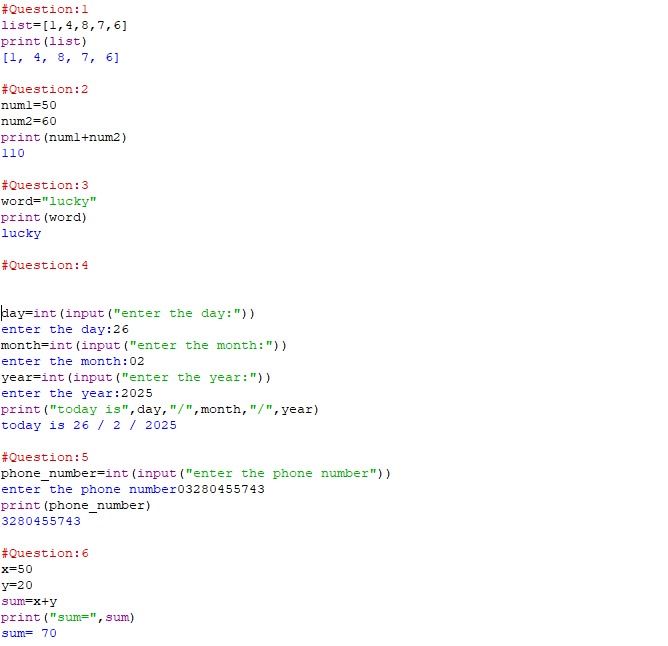 #Question:1
list=[1,4,8,7,6]
print(list)
[1, 4, 8, 7, 6]
#Question:2
num1=50
num2=60
print(num1+num2)
110
#Question:3
word="lucky"
print(word)
lucky
#Question:4
day=int(input("enter the day:"))
enter the day:26
month=int(input("enter the month:"))
enter the month:02
year=int(input("enter the year:"))
enter the year:2025
print("today is",day,"/",month,"/",year)
today is 26 / 2 / 2025
#Question:5
phone_number=int(input("enter the phone number"))
enter the phone number03280455743
print(phone_number)
3280455743
#Question:6
x=50
y=20
sum=x+y
print("sum=",sum)
sum= 70